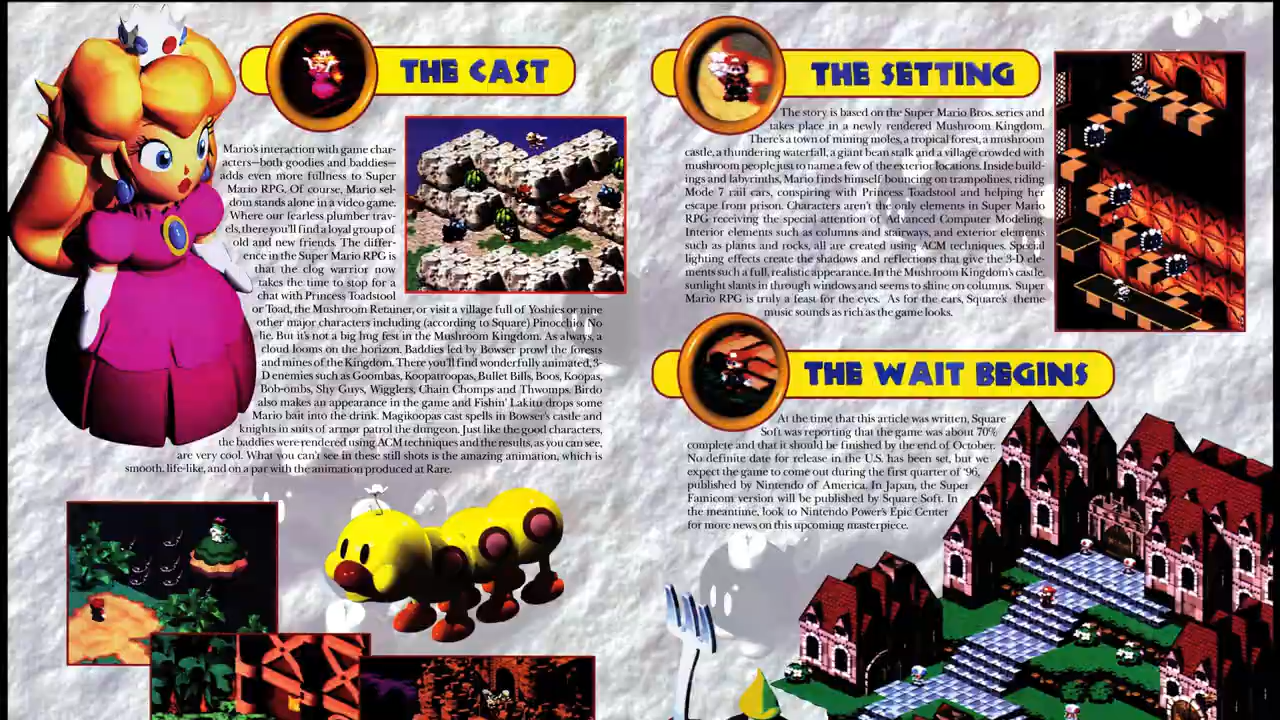 THE CAST
Mario's interaction with game char-
acters—both goodies and baddies—
adds even more fullness to Super
Mario RPG. Of course, Mario sel-
dom stands alone in a video game.
Where our fearless plumber trav-
els, there you'll find a loyal group of
old and new friends. The differ-
ence in the Super Mario RPG is
that the clog warrior now
takes the time to stop for a
chat with Princess Toadstool
or Toad, the Mushroom Retainer, or visit a village full of Yoshies or nine
other major characters including (according to Square) Pinocchio. No
lie. But it's not a big hug fest in the Mushroom Kingdom. As always, a
cloud looms on the horizon. Baddies led by Bowser prowl the forests
and mines of the Kingdom. There you'll find wonderfully animated, 3-
D enemies such as Goombas, Koopatroopas, Bullet Bills, Boos, Koopas,
Bob-ombs, Shy Guys, Wigglers, Chain Chomps and Thwomps. Birdo
also makes an appearance in the game and Fishin' Lakitu drops some
Mario bait into the drink. Magikoopas cast spells in Bowser's castle and
knights in suits of armor patrol the dungeon. Just like the good characters,
the baddies were rendered using ACM techniques and the results, as you can see,
are very cool. What you can't see in these still shots is the amazing animation, which is
smooth, life-like, and on a par with the animation produced at Rare.
THE SETTING
The story is based on the Super Mario Bros. series and
takes place in a newly rendered Mushroom Kingdom.
There's a town of mining moles, a tropical forest, a mushroom
castle, a thundering waterfall, a giant bean stalk and a village crowded with
mushroom people just to name a few of the exterior locations. Inside build-
ings and labyrinths, Mario finds himself bouncing on trampolines, riding
Mode 7 rail cars, conspiring with Princess Toadstool and helping her
escape from prison. Characters aren't the only elements in Super Mario
RPG receiving the special attention of Advanced Computer Modeling.
Interior elements such as columns and stairways, and exterior elements
such as plants and rocks, all are created using ACM techniques. Special
lighting effects create the shadows and reflections that give the 3-D ele-
ments such a full, realistic appearance. In the Mushroom Kingdom's castle,
sunlight slants in through windows and seems to shine on columns. Super
Mario RPG is truly a feast for the eyes. As for the ears, Square's theme
music sounds as rich as the game looks.
THE WAIT BEGINS
At the time that this article was written, Square
Soft was reporting that the game was about 70%
complete and that it should be finished by the end of October.
No definite date for release in the U.S. has been set, but we
expect the game to come out during the first quarter of '96,
published by Nintendo of America. In Japan, the Super
Famicom version will be published by Square Soft. In
the meantime, look to Nintendo Power's Epic Center
for more news on this upcoming masterpiece.